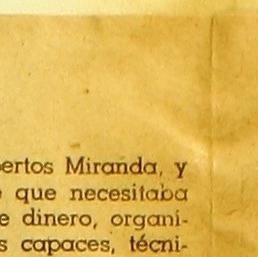 ertos Miranda, y
que necesitaba
dinero, organi-
capaces, técni-